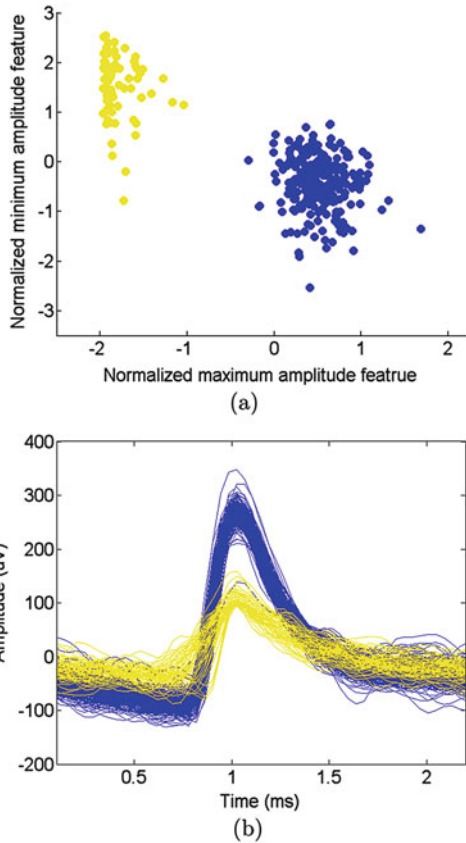 3
2
1
0
-1
-2
-3
Normalized minimum amplitude feature
-2 -1 0 1 2
Normalized maximum amplitude featrue
(a)
400
300
200
100
0
-100
-200
Amplitude (uV)
0.5 1 1.5 2
Time (ms)
(b)